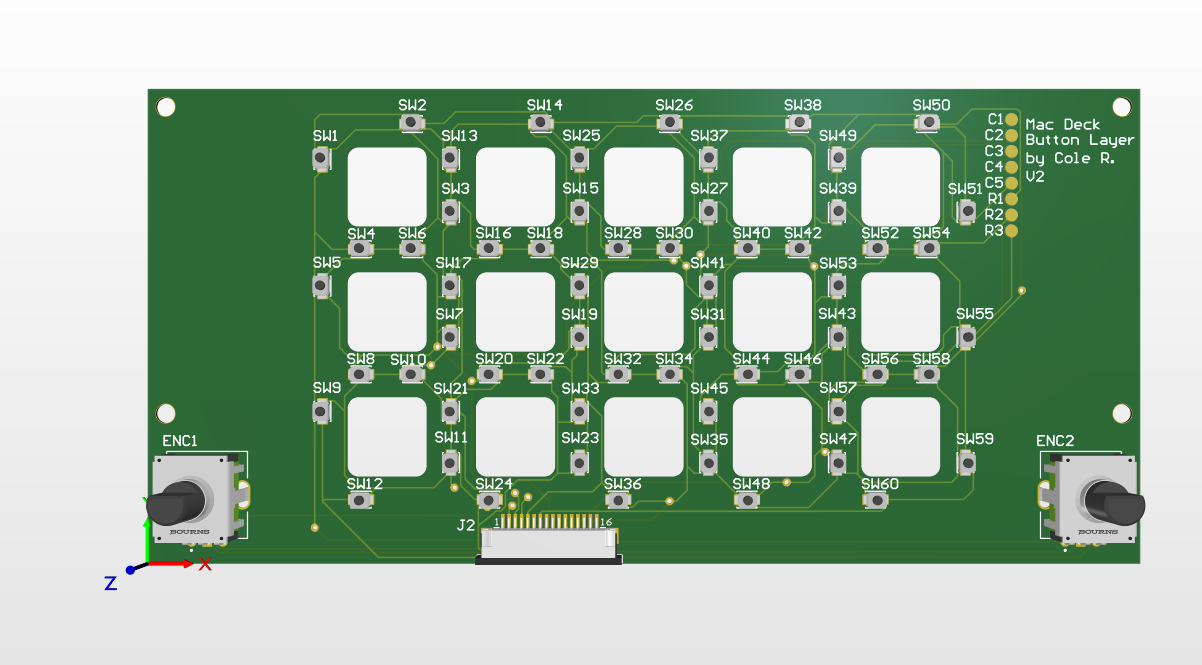 SW2 SW14 SW26 SW38 SW50
C1
Mac Deck
SW1 SW13 SW25 SW37 SW49
C2
Button Layer
C3
by Cole R.
C4
V2
C5
SW3 SW15 SW27 SW39 SW51
R1
R2
R3
SW4 SW6 SW16 SW18 SW28 SW30 SW40 SW42 SW52 SW54
SW5 SW17 SW29 SW41 SW53
SW7 SW19 SW31 SW43 SW55
SW8 SW10 SW20 SW22 SW32 SW34 SW44 SW46 SW56 SW58
SW9 SW21 SW33 SW45 SW57
ENC1 SW11 SW23 SW35 SW47 SW59 ENC2
SW12 SW24 SW36 SW48 SW60
J2 1 16
BOURNS BOURNS
Y
Z X